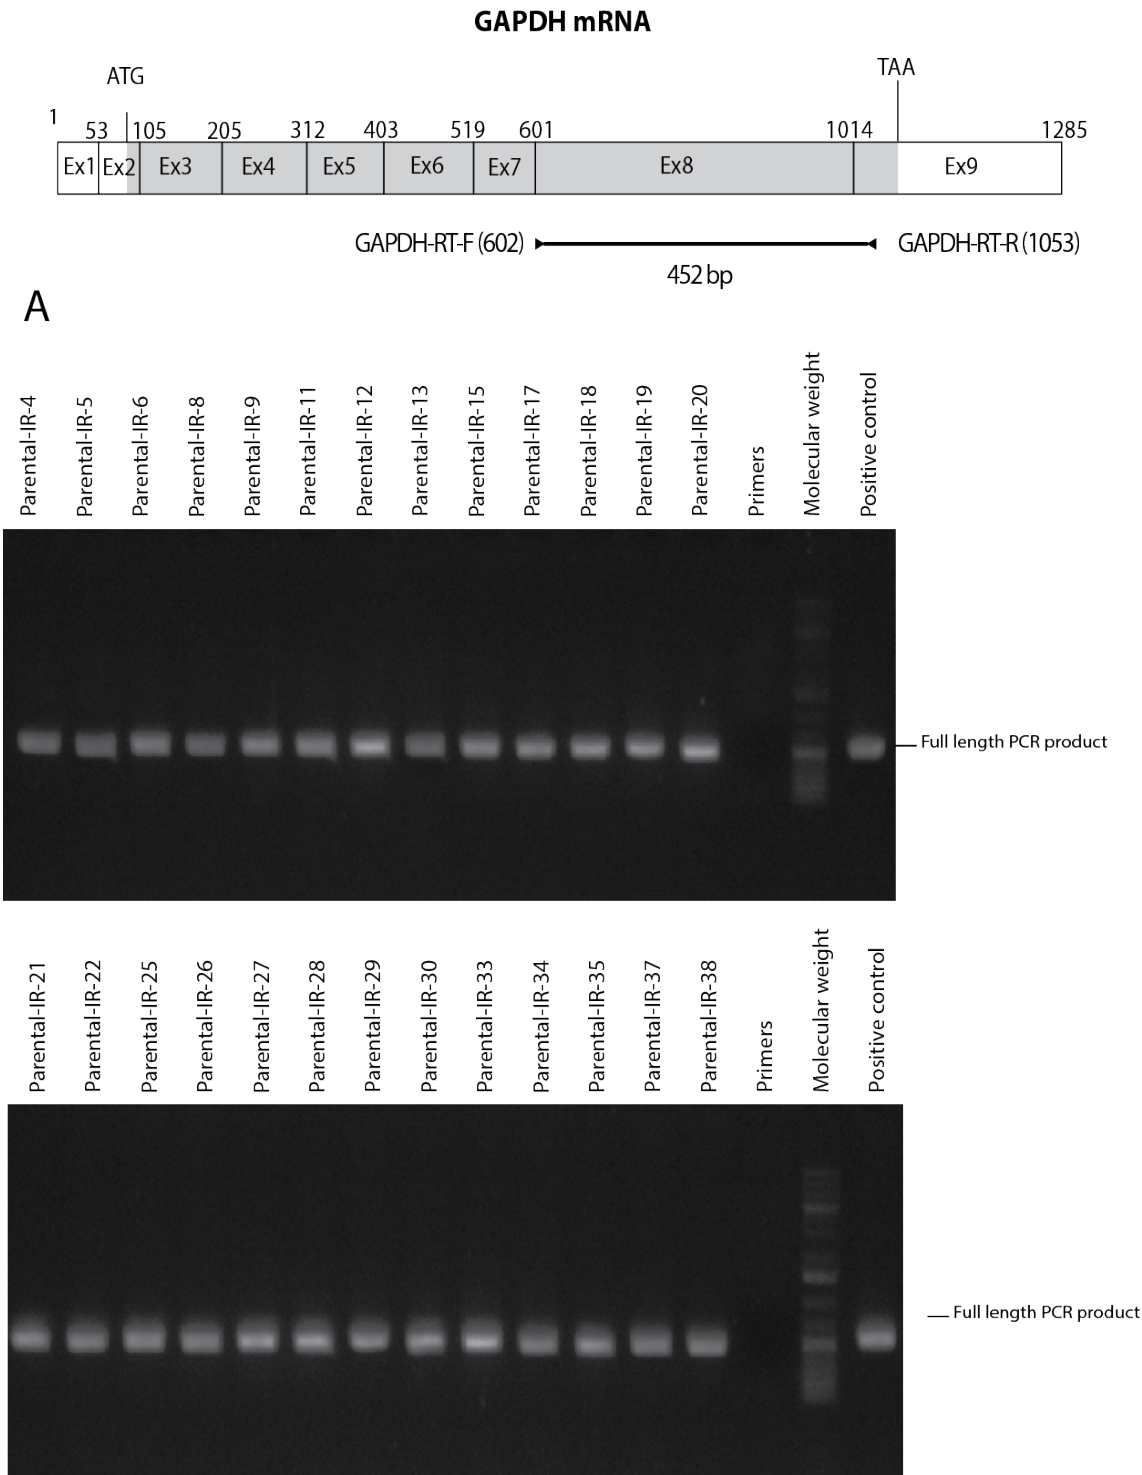 GAPDH mRNA
ATG
TAA
1
53
105
205
312
403
519
601
1014
1285
Ex1
Ex2
Ex3
Ex4
Ex5
Ex6
Ex7
Ex8
Ex9
GAPDH-RT-F (602)
GAPDH-RT-R (1053)
452 bp
A
Parental-IR-4
Parental-IR-5
Parental-IR-6
Parental-IR-8
Parental-IR-9
Parental-IR-11
Parental-IR-12
Parental-IR-13
Parental-IR-15
Parental-IR-17
Parental-IR-18
Parental-IR-19
Parental-IR-20
Primers
Molecular weight
Positive control
Full length PCR product
Parental-IR-21
Parental-IR-22
Parental-IR-25
Parental-IR-26
Parental-IR-27
Parental-IR-28
Parental-IR-29
Parental-IR-30
Parental-IR-33
Parental-IR-34
Parental-IR-35
Parental-IR-37
Parental-IR-38
Primers
Molecular weight
Positive control
Full length PCR product